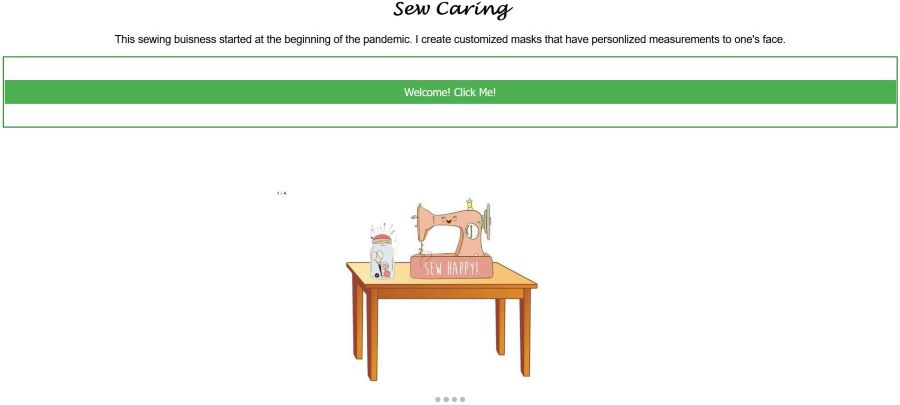 Sew Caring
This sewing buisness started at the beginning of the pandemic. I create customized masks that have personlized measurements to one's face.
Welcome! Click Me!
1 / 4
SEW HAPPY!